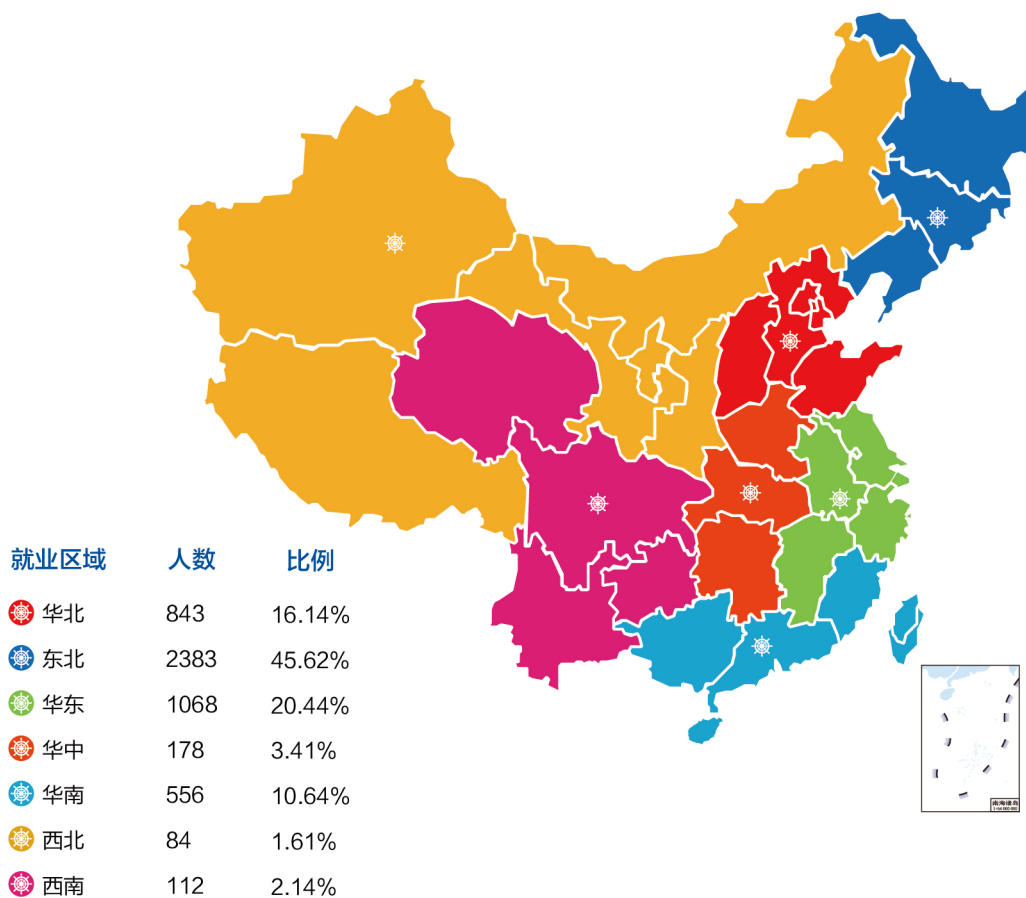 就业区域 人数 比例
华北 843 16.14%
东北 2383 45.62%
华东 1068 20.44%
华中 178 3.41%
华南 556 10.64%
西北 84 1.61%
西南 112 2.14%
南海诸岛